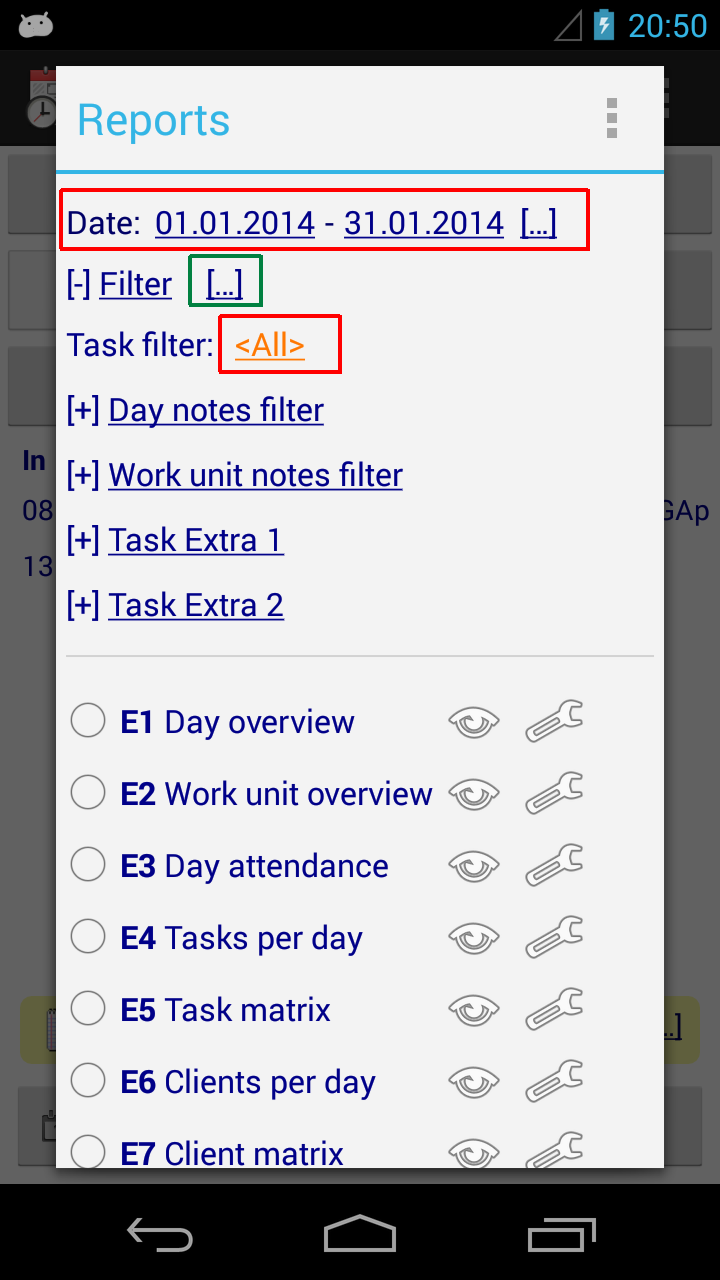 20:50
Reports
Date: 01.01.2014 - 31.01.2014 [...]
[-] Filter [...]
Task filter: <All>
[+] Day notes filter
[+] Work unit notes filter
In
[+] Task Extra 1
08
GAp
13
[+] Task Extra 2
E1 Day overview
E2 Work unit overview
E3 Day attendance
E4 Tasks per day
E5 Task matrix
..]
E6 Clients per day
E7 Client matrix